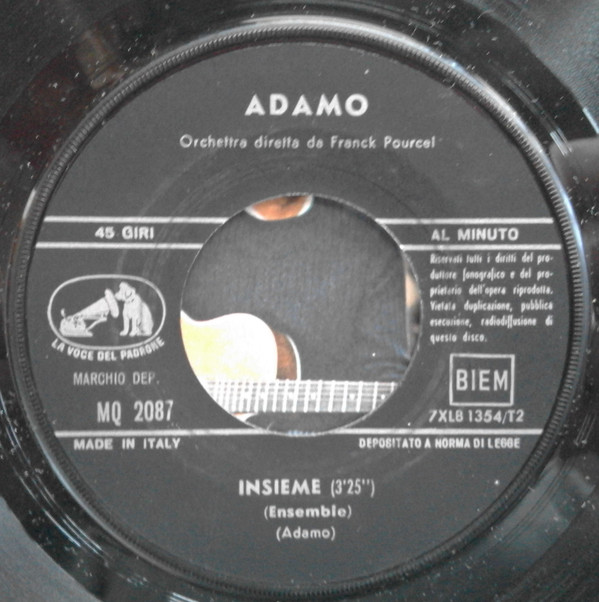 ADAMO
Orchettra diretta da Franck Pourcel
45 GIRI
AL MINUTO
Riservati tutti i diritti del pro-
duttore fonografico e del pro-
prietario dell'opera riprodotta.
Vietata duplicazione, pubblica
esecuzione, radiodiffusione di
questo disco.
LA VOCE DEL PADRONE
MARCHIO DEP.
MQ 2087
BIEM
7XLB 1354/T2
MADE IN ITALY
DEPOSITATO A NORMA DI LEGGE
INSIEME (3'25")
(Ensemble)
(Adamo)